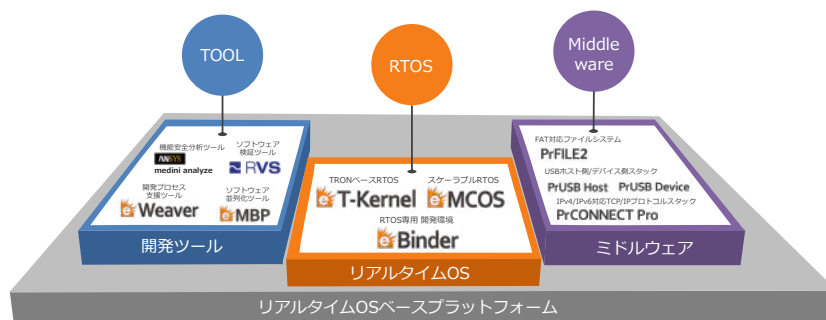 TOOL
RTOS
Middle
ware
機能安全分析ツール
ANSYS
medini analyze
ソフトウェア
検証ツール
RVS
開発プロセス
支援ツール
eWeaver
ソフトウェア
並列化ツール
eMBP
開発ツール
TRONベースRTOS
eT-Kernel
スケーラブルRTOS
eMCOS
RTOS専用 開発環境
eBinder
リアルタイムOS
FAT対応ファイルシステム
PrFILE2
USBホスト側/デバイス側スタック
PrUSB Host PrUSB Device
IPv4/IPv6対応TCP/IPプロトコルスタック
PrCONNECT Pro
ミドルウェア
リアルタイムOSベースプラットフォーム